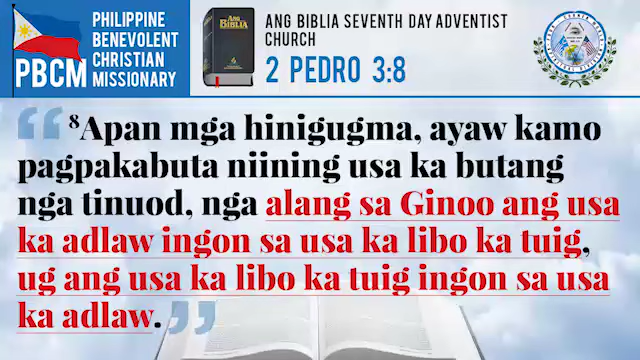 PHILIPPINE
BENEVOLENT
CHRISTIAN
MISSIONARY
PBCM
ANG BIBLIA
ANG BIBLIA SEVENTH DAY ADVENTIST
CHURCH
2 PEDRO 3:8
“ ⁸Apan mga hinigugma, ayaw kamo
pagpakabuta niining usa ka butang
nga tinuod, nga alang sa Ginoo ang usa
ka adlaw ingon sa usa ka libo ka tuig,
ug ang usa ka libo ka tuig ingon sa usa
ka adlaw. ”